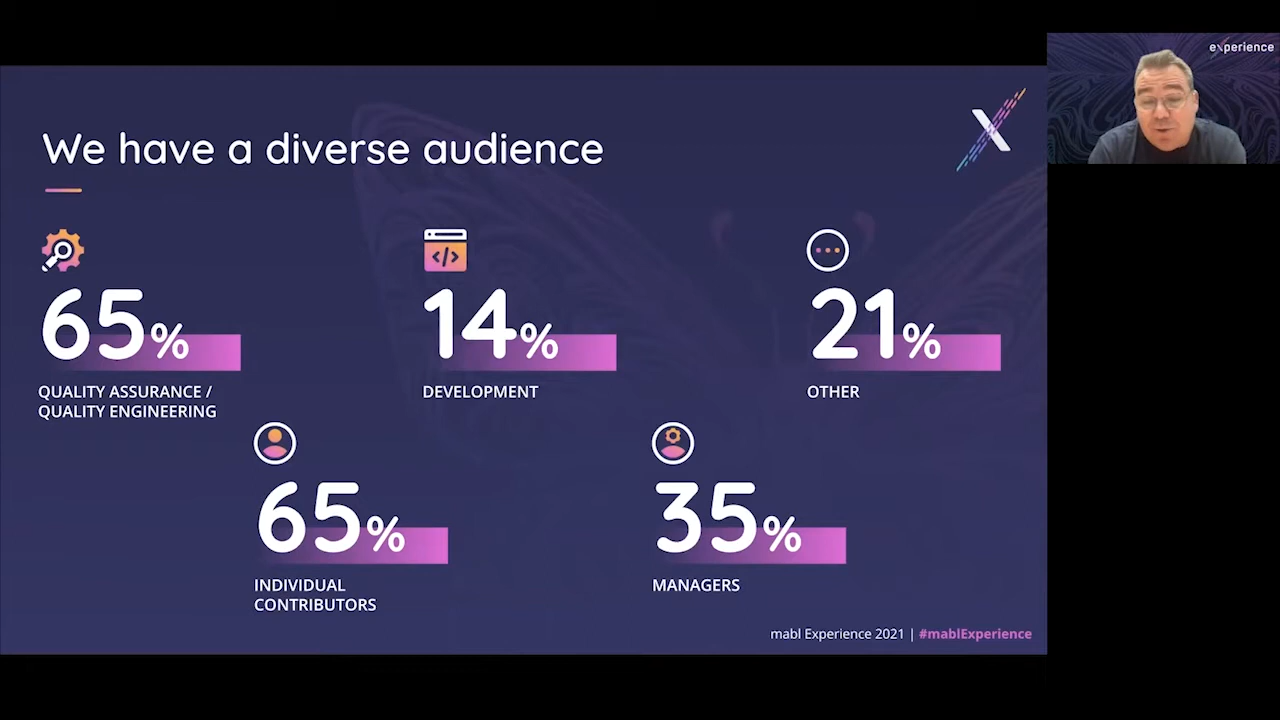 We have a diverse audience
65%
QUALITY ASSURANCE /
QUALITY ENGINEERING
14%
DEVELOPMENT
21%
OTHER
65%
INDIVIDUAL
CONTRIBUTORS
35%
MANAGERS
mabl Experience 2021 | #mablExperience
experience